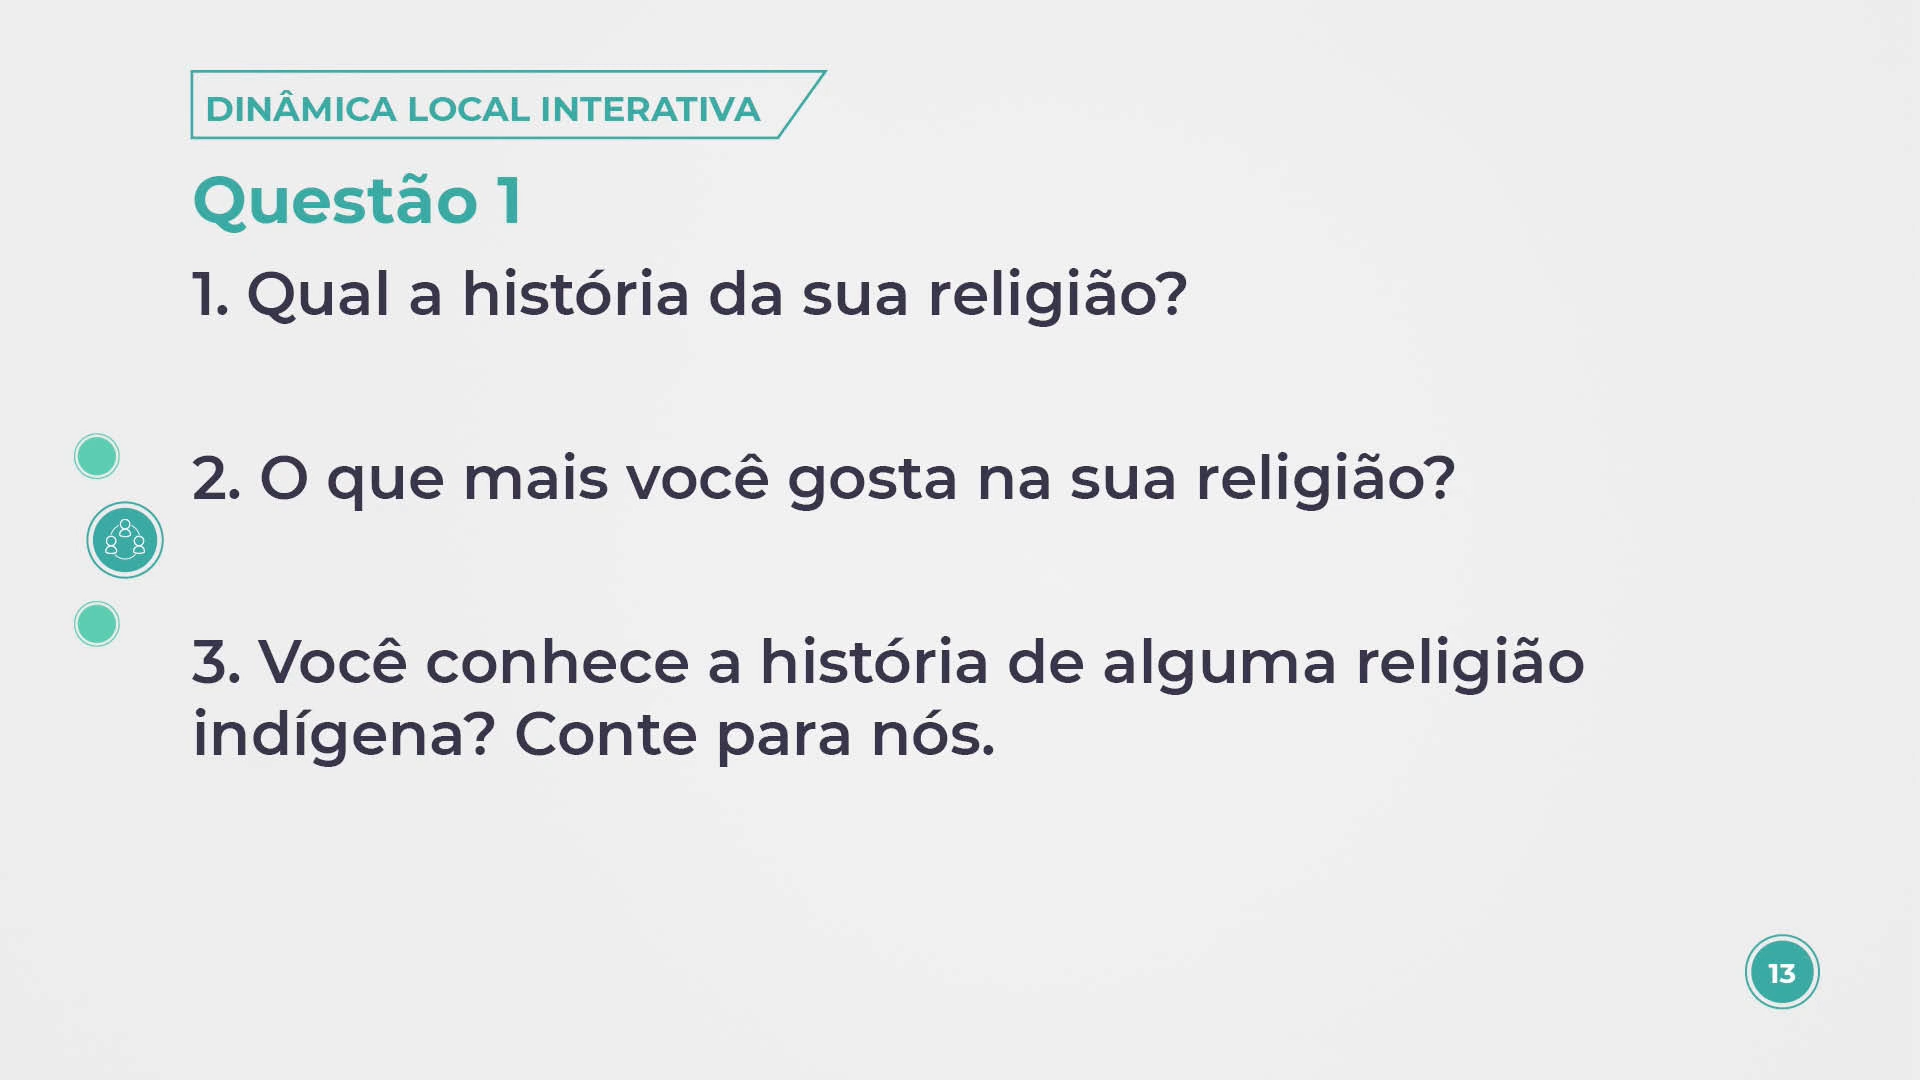 DINÂMICA LOCAL INTERATIVA
Questão 1
1. Qual a história da sua religião?
2. O que mais você gosta na sua religião?
3. Você conhece a história de alguma religião
indígena? Conte para nós.
13